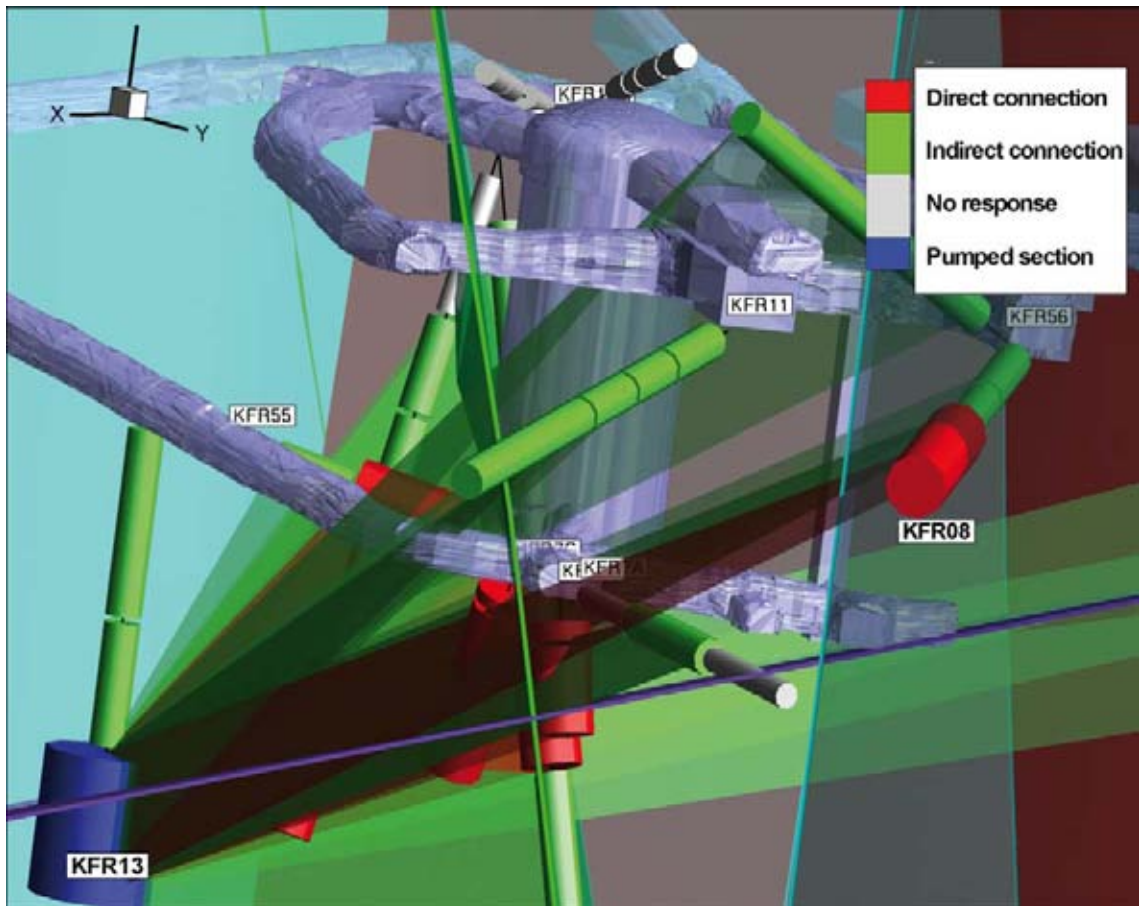 X
Y
Direct connection
Indirect connection
No response
Pumped section
KFR11
KFR56
KFR55
KFR08
KFR13